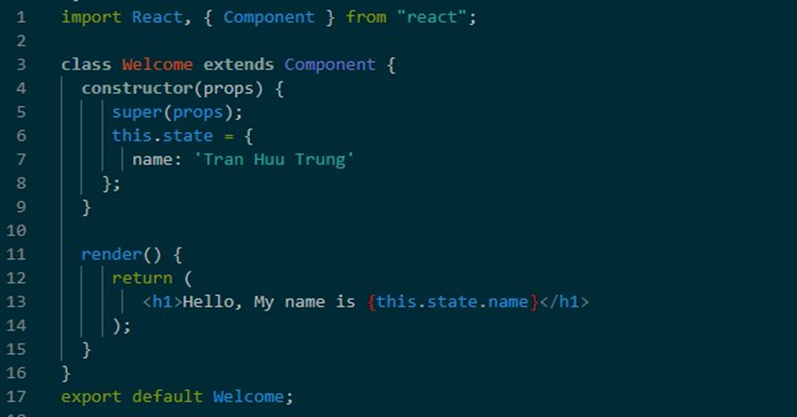 1 import React, { Component } from "react";
2
3 class Welcome extends Component {
4   constructor(props) {
5     super(props);
6     this.state = {
7       name: 'Tran Huu Trung'
8     };
9   }
10
11   render() {
12     return (
13       <h1>Hello, My name is {this.state.name}</h1>
14     );
15   }
16 }
17 export default Welcome;